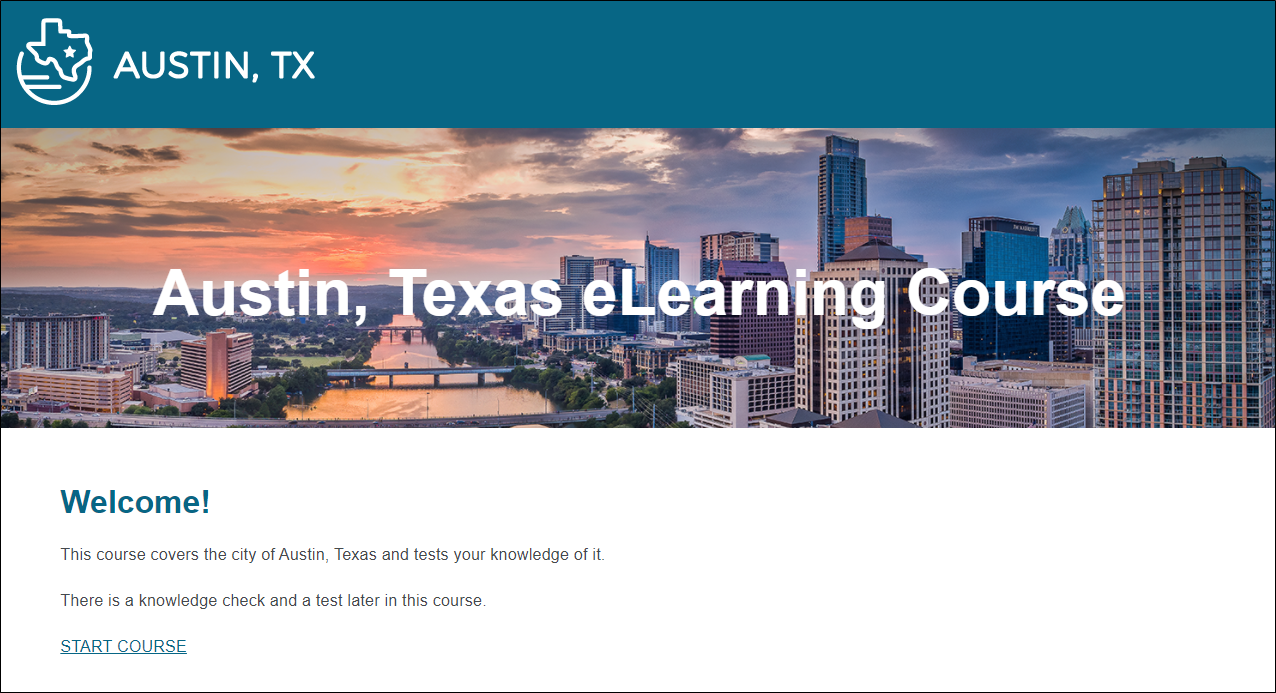 AUSTIN, TX
Austin, Texas eLearning Course
Welcome!
This course covers the city of Austin, Texas and tests your knowledge of it.
There is a knowledge check and a test later in this course.
START COURSE